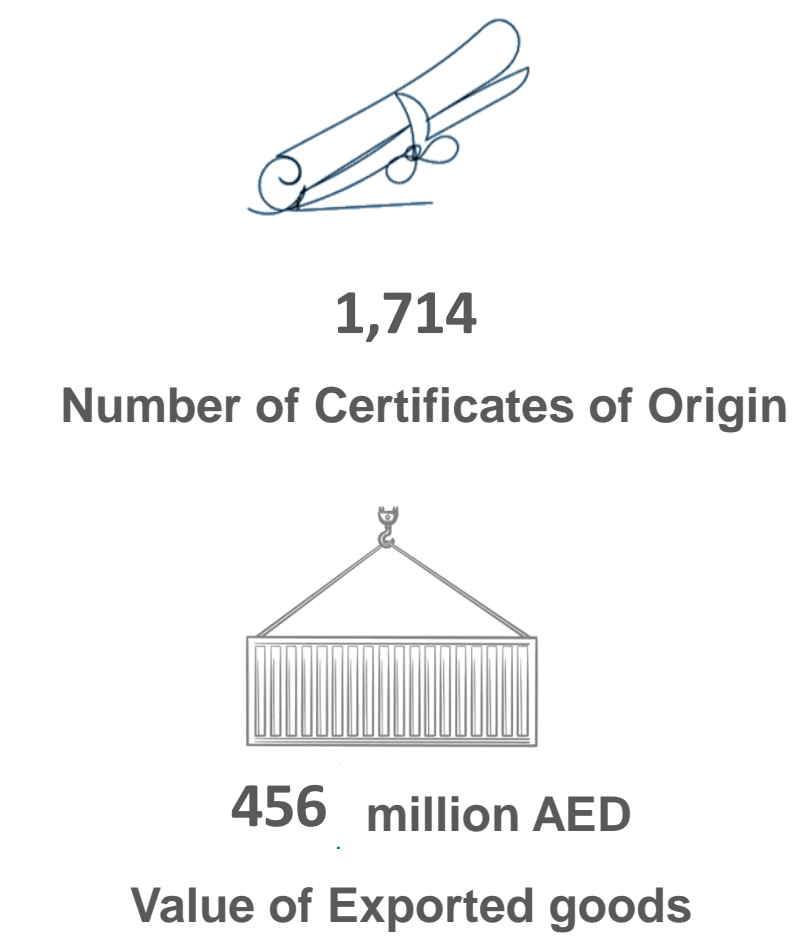 1,714
Number of Certificates of Origin
456 million AED
Value of Exported goods